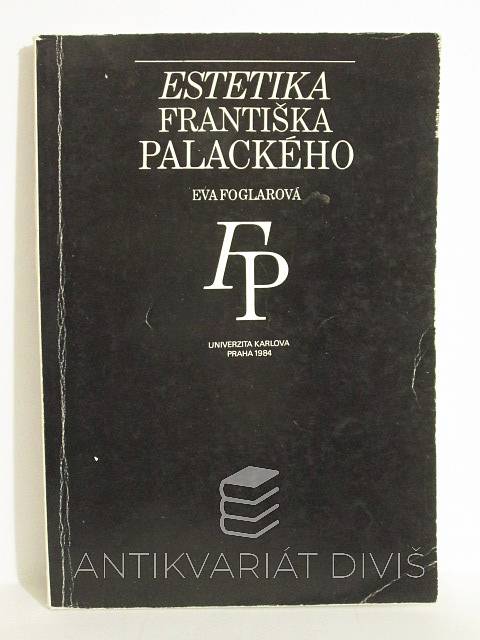 ESTETIKA
FRANTIŠKA
PALACKÉHO
EVA FOGLAROVÁ
FP
UNIVERZITA KARLOVA
PRAHA 1984
ANTIKVARIÁT DIVIŠ